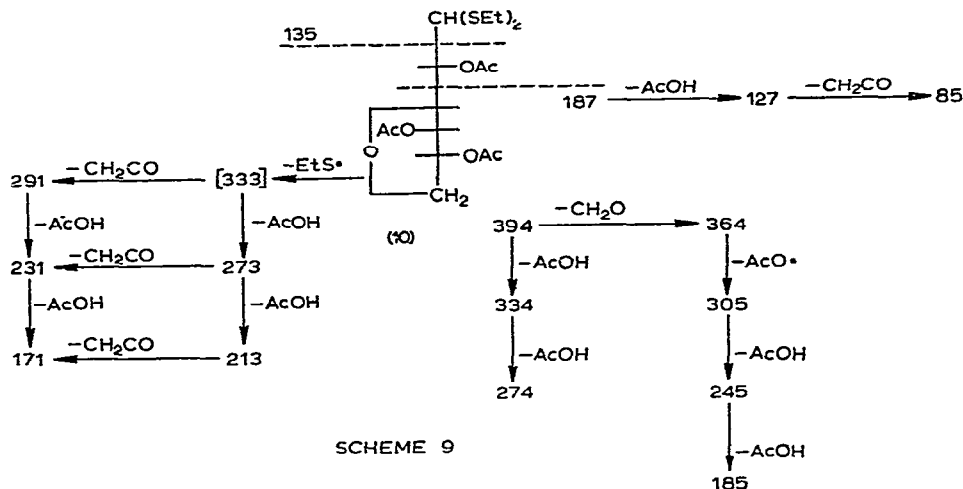 CH(SEt)2
135
OAc
187 –AcOH 127 –CH2CO 85
AcO
O
OAc
CH2
–EtS•
(10)
291 –CH2CO [333]
–AcOH –AcOH
231 –CH2CO 273
–AcOH –AcOH
171 –CH2CO 213
394 –CH2O 364
–AcOH –AcO•
334 305
–AcOH –AcOH
274 245
–AcOH
185
SCHEME 9